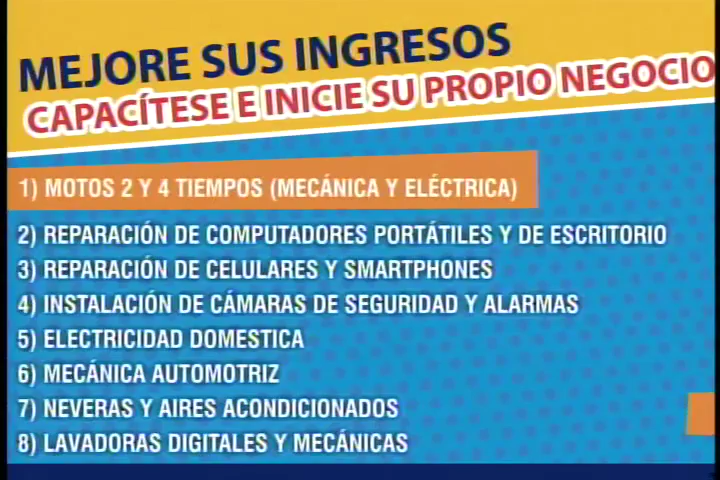 MEJORE SUS INGRESOS
CAPACÍTESE E INICIE SU PROPIO NEGOCIO
1) MOTOS 2 Y 4 TIEMPOS (MECÁNICA Y ELÉCTRICA)
2) REPARACIÓN DE COMPUTADORES PORTÁTILES Y DE ESCRITORIO
3) REPARACIÓN DE CELULARES Y SMARTPHONES
4) INSTALACIÓN DE CÁMARAS DE SEGURIDAD Y ALARMAS
5) ELECTRICIDAD DOMESTICA
6) MECÁNICA AUTOMOTRIZ
7) NEVERAS Y AIRES ACONDICIONADOS
8) LAVADORAS DIGITALES Y MECÁNICAS